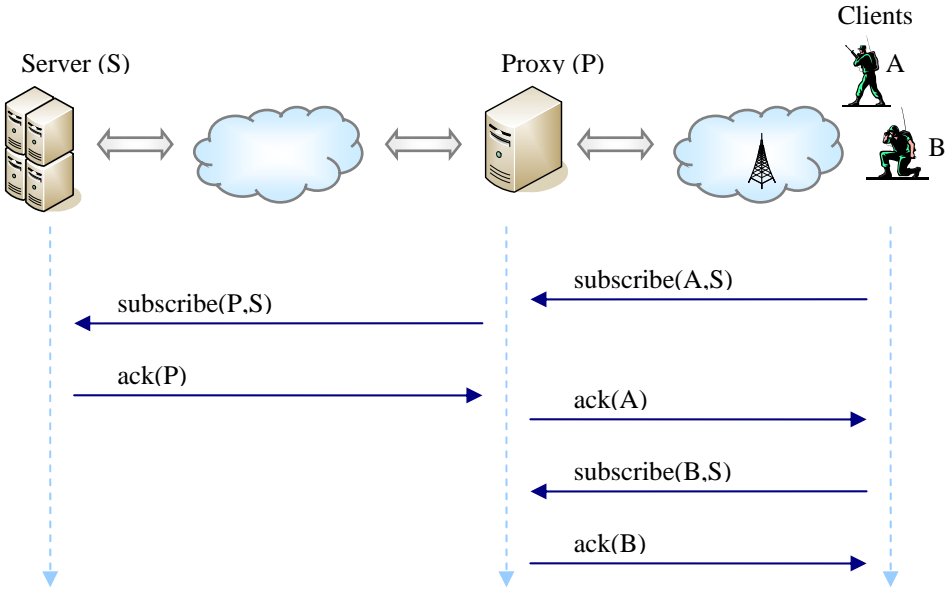 Clients
Server (S)
Proxy (P)
A
B
subscribe(A,S)
subscribe(P,S)
ack(P)
ack(A)
subscribe(B,S)
ack(B)